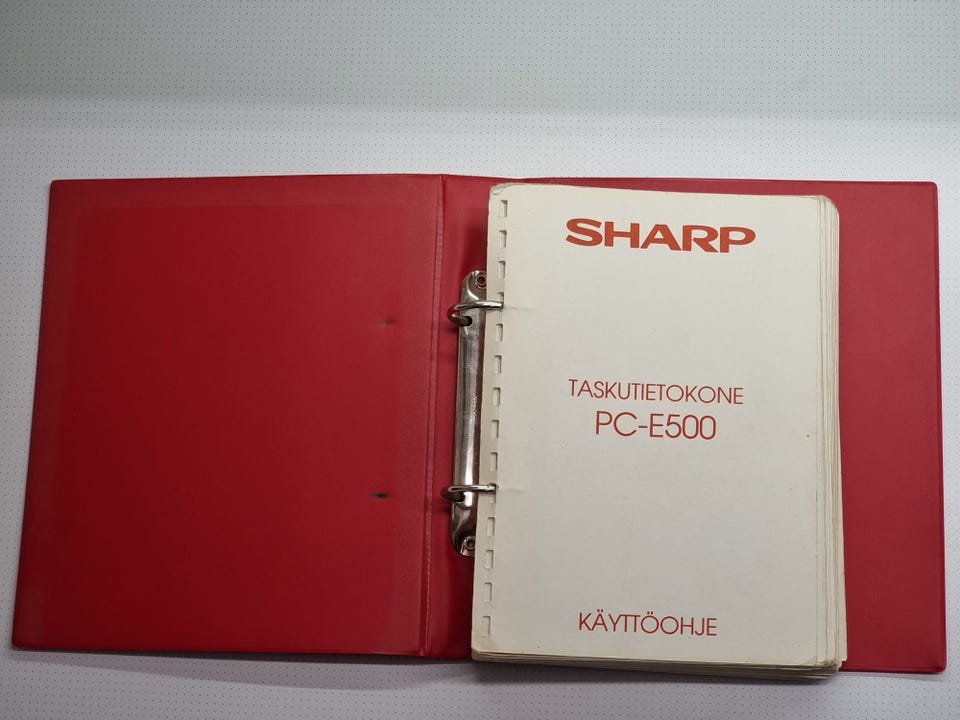 SHARP
TASKUTIETOKONE
PC-E500
KÄYTTÖOHJE